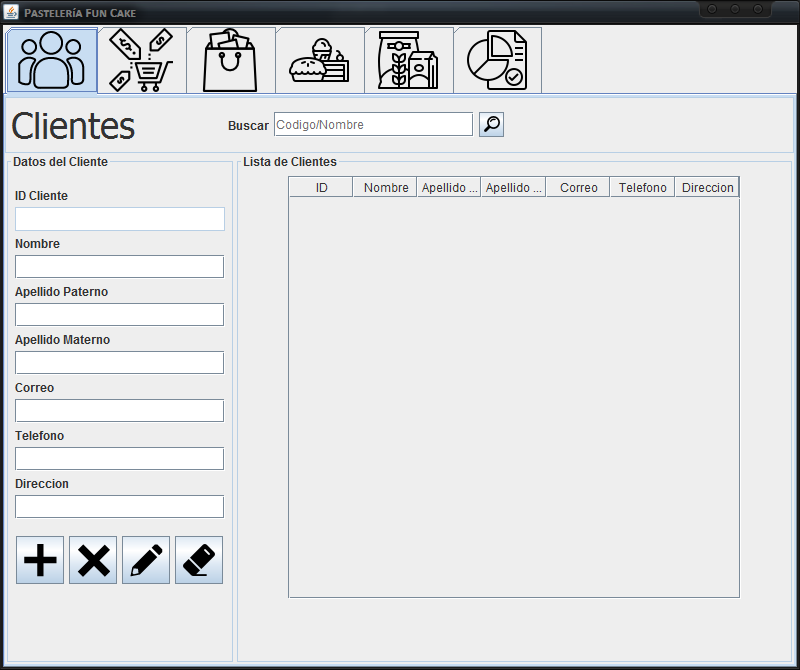 Pastelería Fun Cake
Clientes
Buscar Codigo/Nombre
Datos del Cliente
ID Cliente
Nombre
Apellido Paterno
Apellido Materno
Correo
Telefono
Direccion
Lista de Clientes
ID Nombre Apellido ... Apellido ... Correo Telefono Direccion